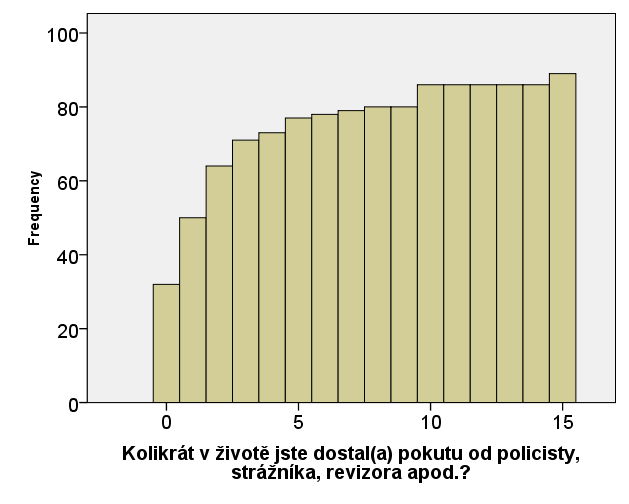 100
80
60
40
20
0
Frequency
0 5 10 15
Kolikrát v životě jste dostal(a) pokutu od policisty,
strážníka, revizora apod.?